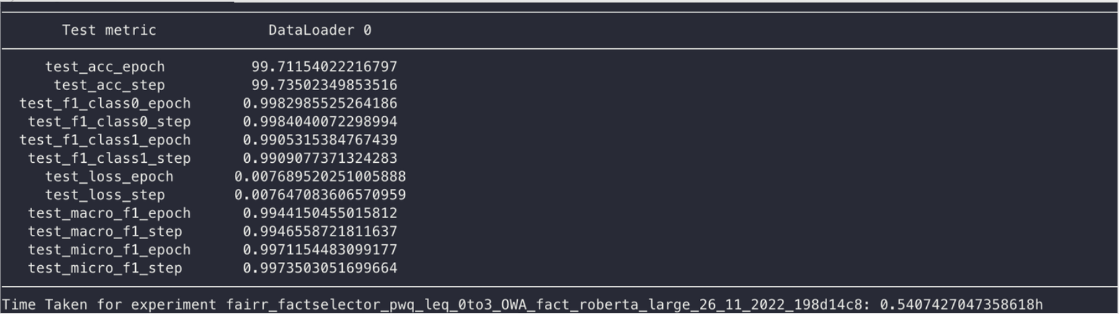 Test metric DataLoader 0
test_acc_epoch 99.71154022216797
test_acc_step 99.73502349853516
test_f1_class0_epoch 0.9982985525264186
test_f1_class0_step 0.9984040072298994
test_f1_class1_epoch 0.9905315384767439
test_f1_class1_step 0.9909077371324283
test_loss_epoch 0.007689520251005888
test_loss_step 0.007647083606570959
test_macro_f1_epoch 0.9944150455015812
test_macro_f1_step 0.9946558721811637
test_micro_f1_epoch 0.9971154483099177
test_micro_f1_step 0.9973503051699664
Time Taken for experiment fairr_factselector_pwq_leq_0to3_OWA_fact_roberta_large_26_11_2022_198d14c8: 0.5407427047358618h